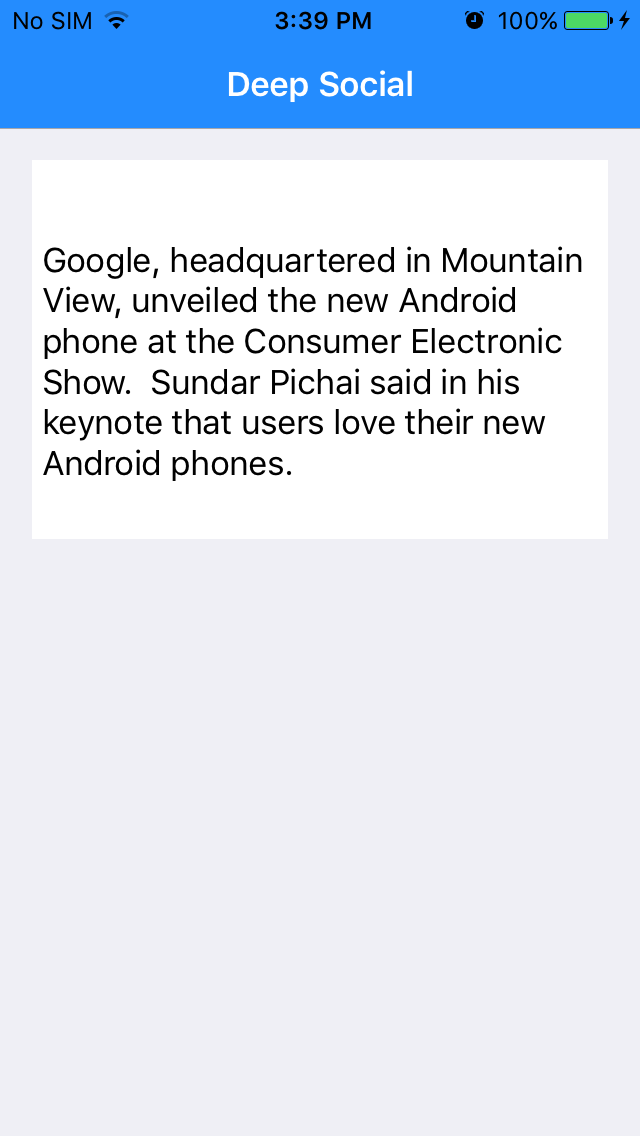 No SIM 3:39 PM 100%
Deep Social
Google, headquartered in Mountain
View, unveiled the new Android
phone at the Consumer Electronic
Show.  Sundar Pichai said in his
keynote that users love their new
Android phones.